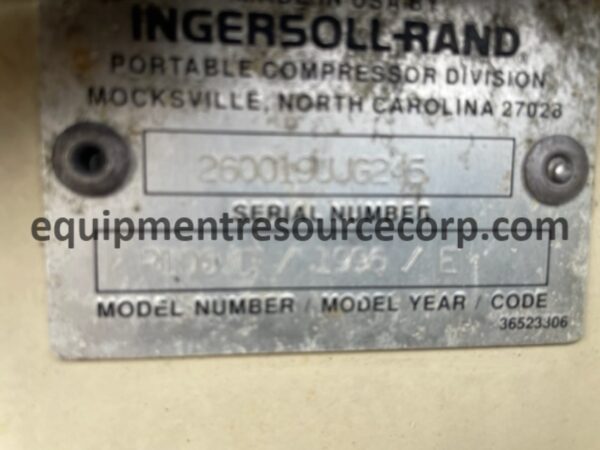 INGERSOLL-RAND
PORTABLE COMPRESSOR DIVISION
MOCKSVILLE, NORTH CAROLINA 27028
SERIAL NUMBER
equipmentresourcecorp.com
MODEL NUMBER / MODEL YEAR / CODE
36523306